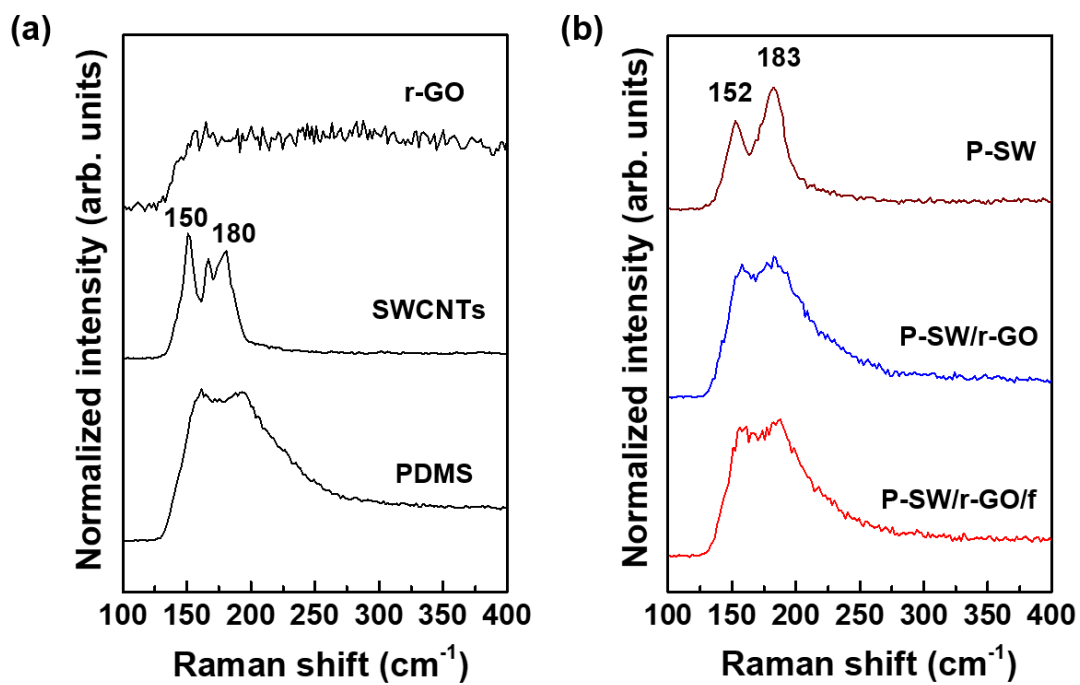 (a)
Normalized intensity (arb. units)
r-GO
150
180
SWCNTs
PDMS
100 150 200 250 300 350 400
Raman shift (cm⁻¹)
(b)
Normalized intensity (arb. units)
183
152
P-SW
P-SW/r-GO
P-SW/r-GO/f
100 150 200 250 300 350 400
Raman shift (cm⁻¹)